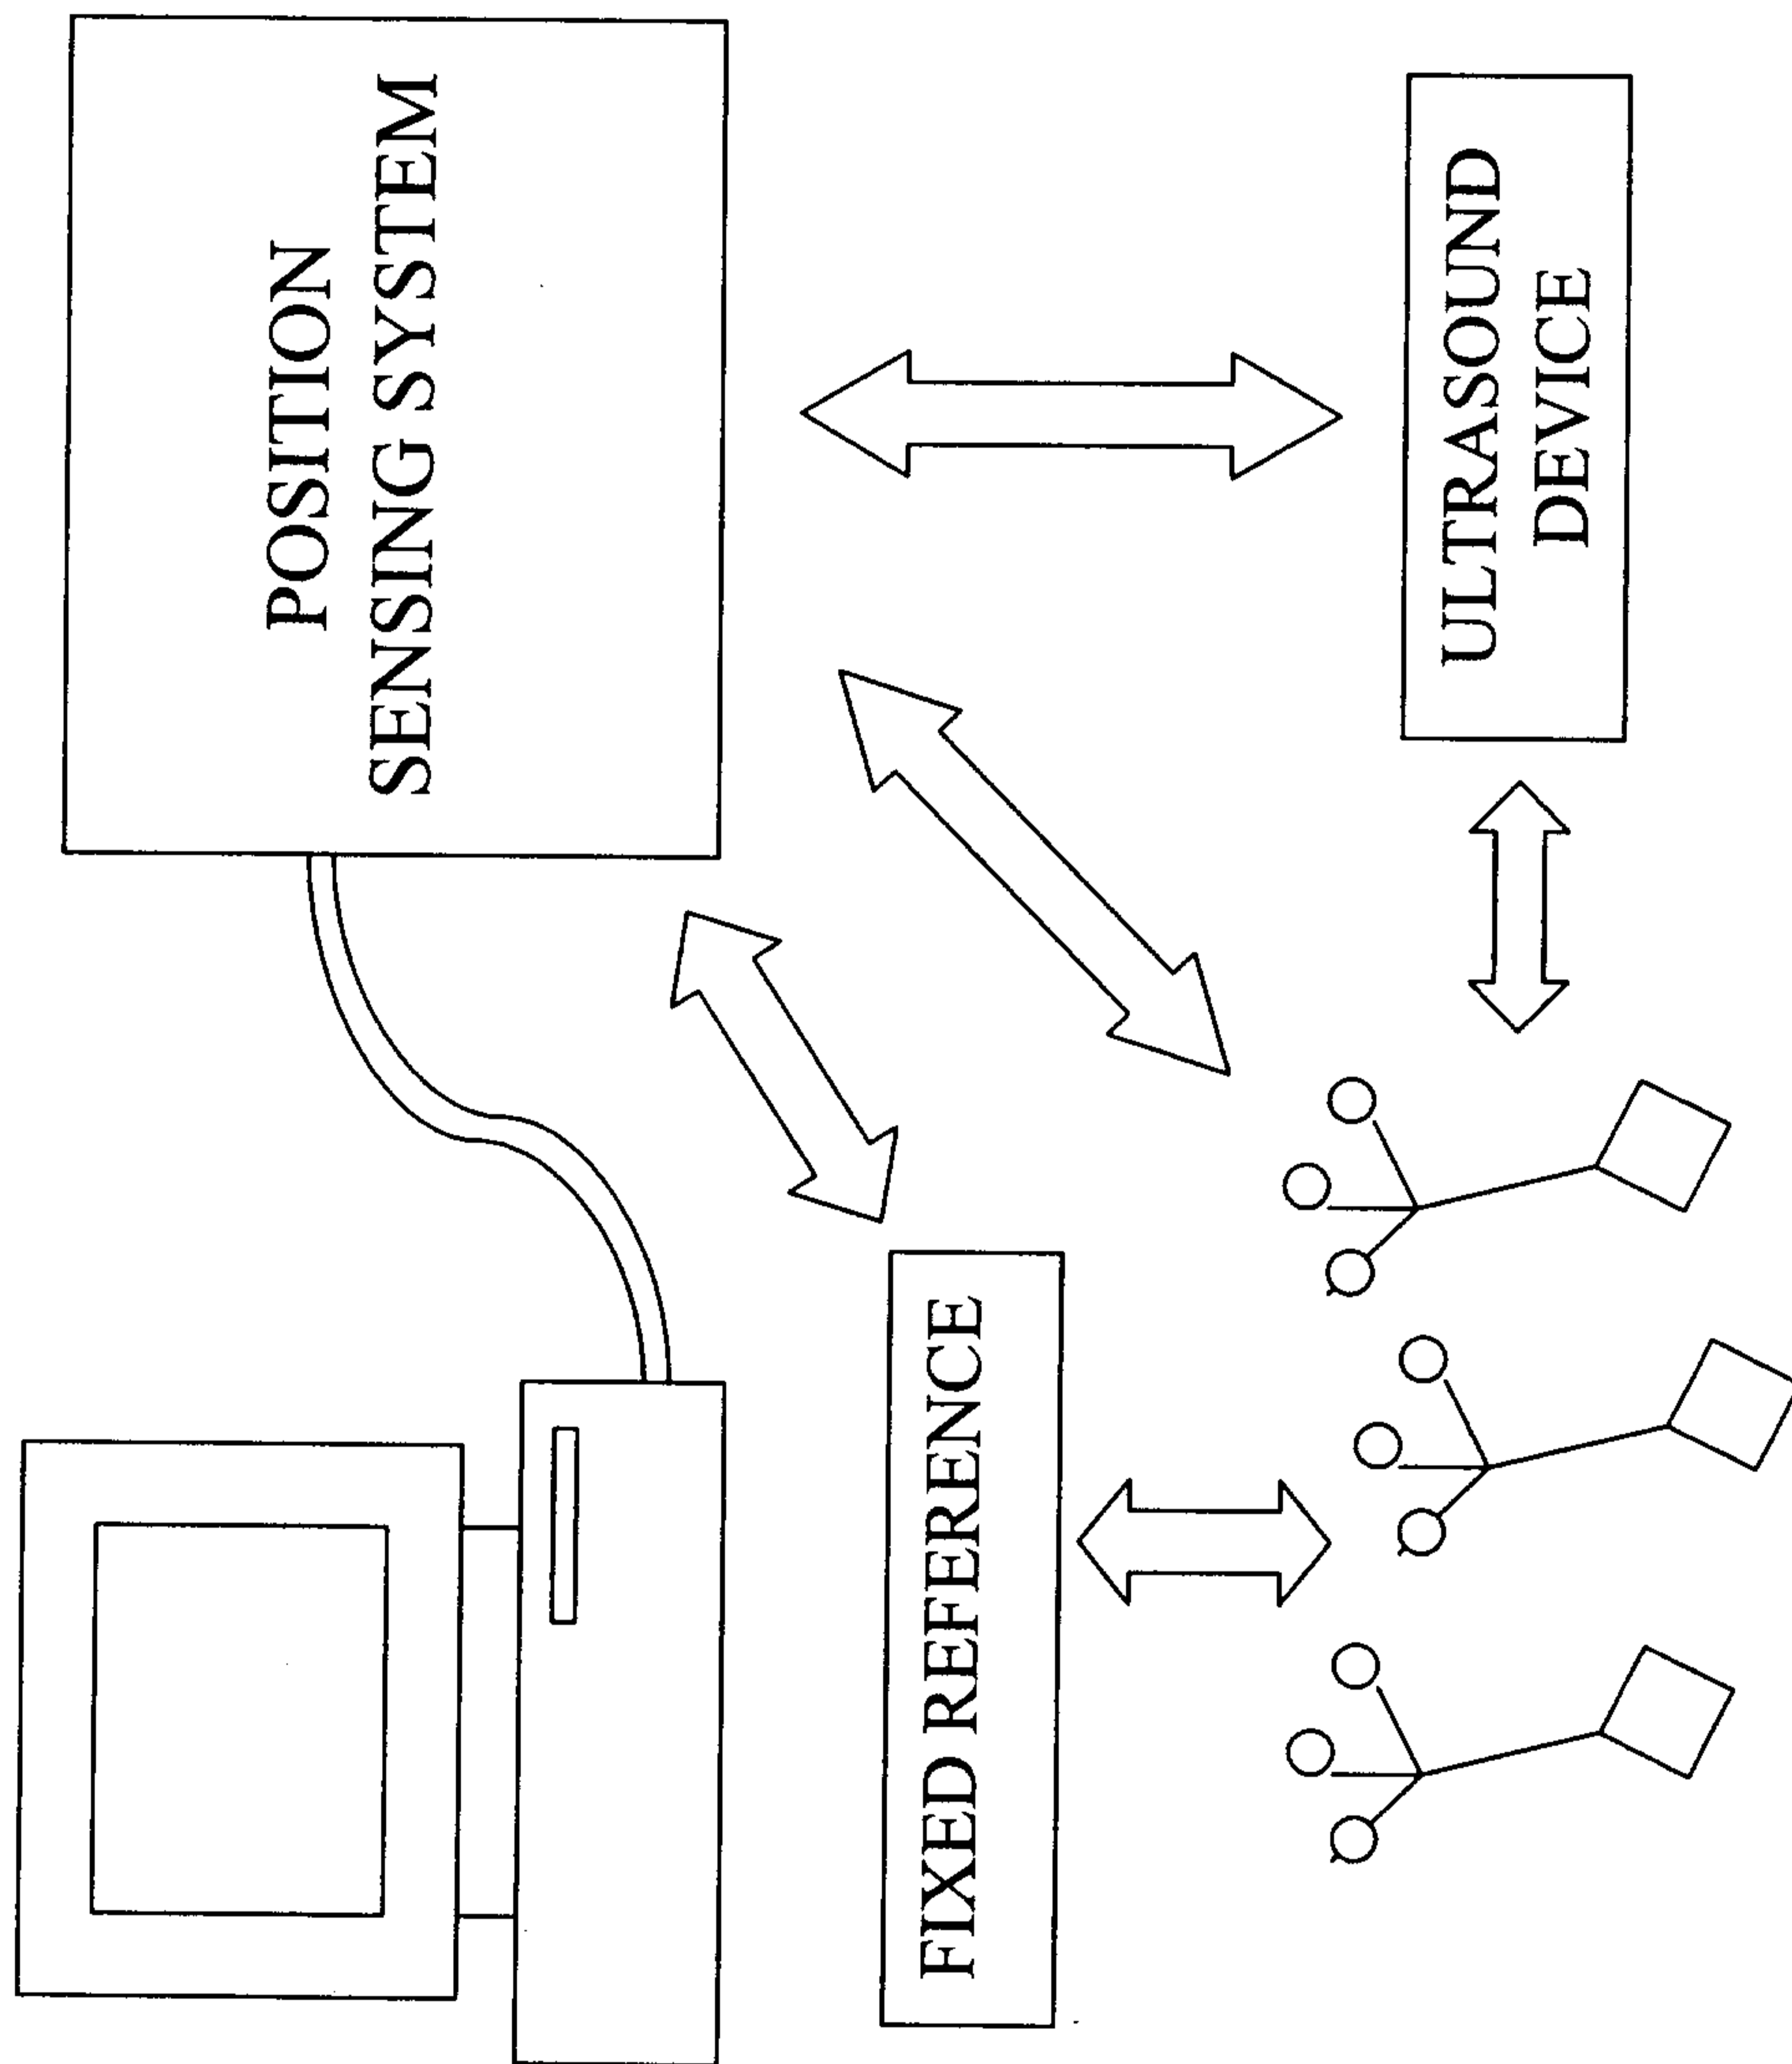 POSITION
SENSING SYSTEM
FIXED REFERENCE
ULTRASOUND
DEVICE